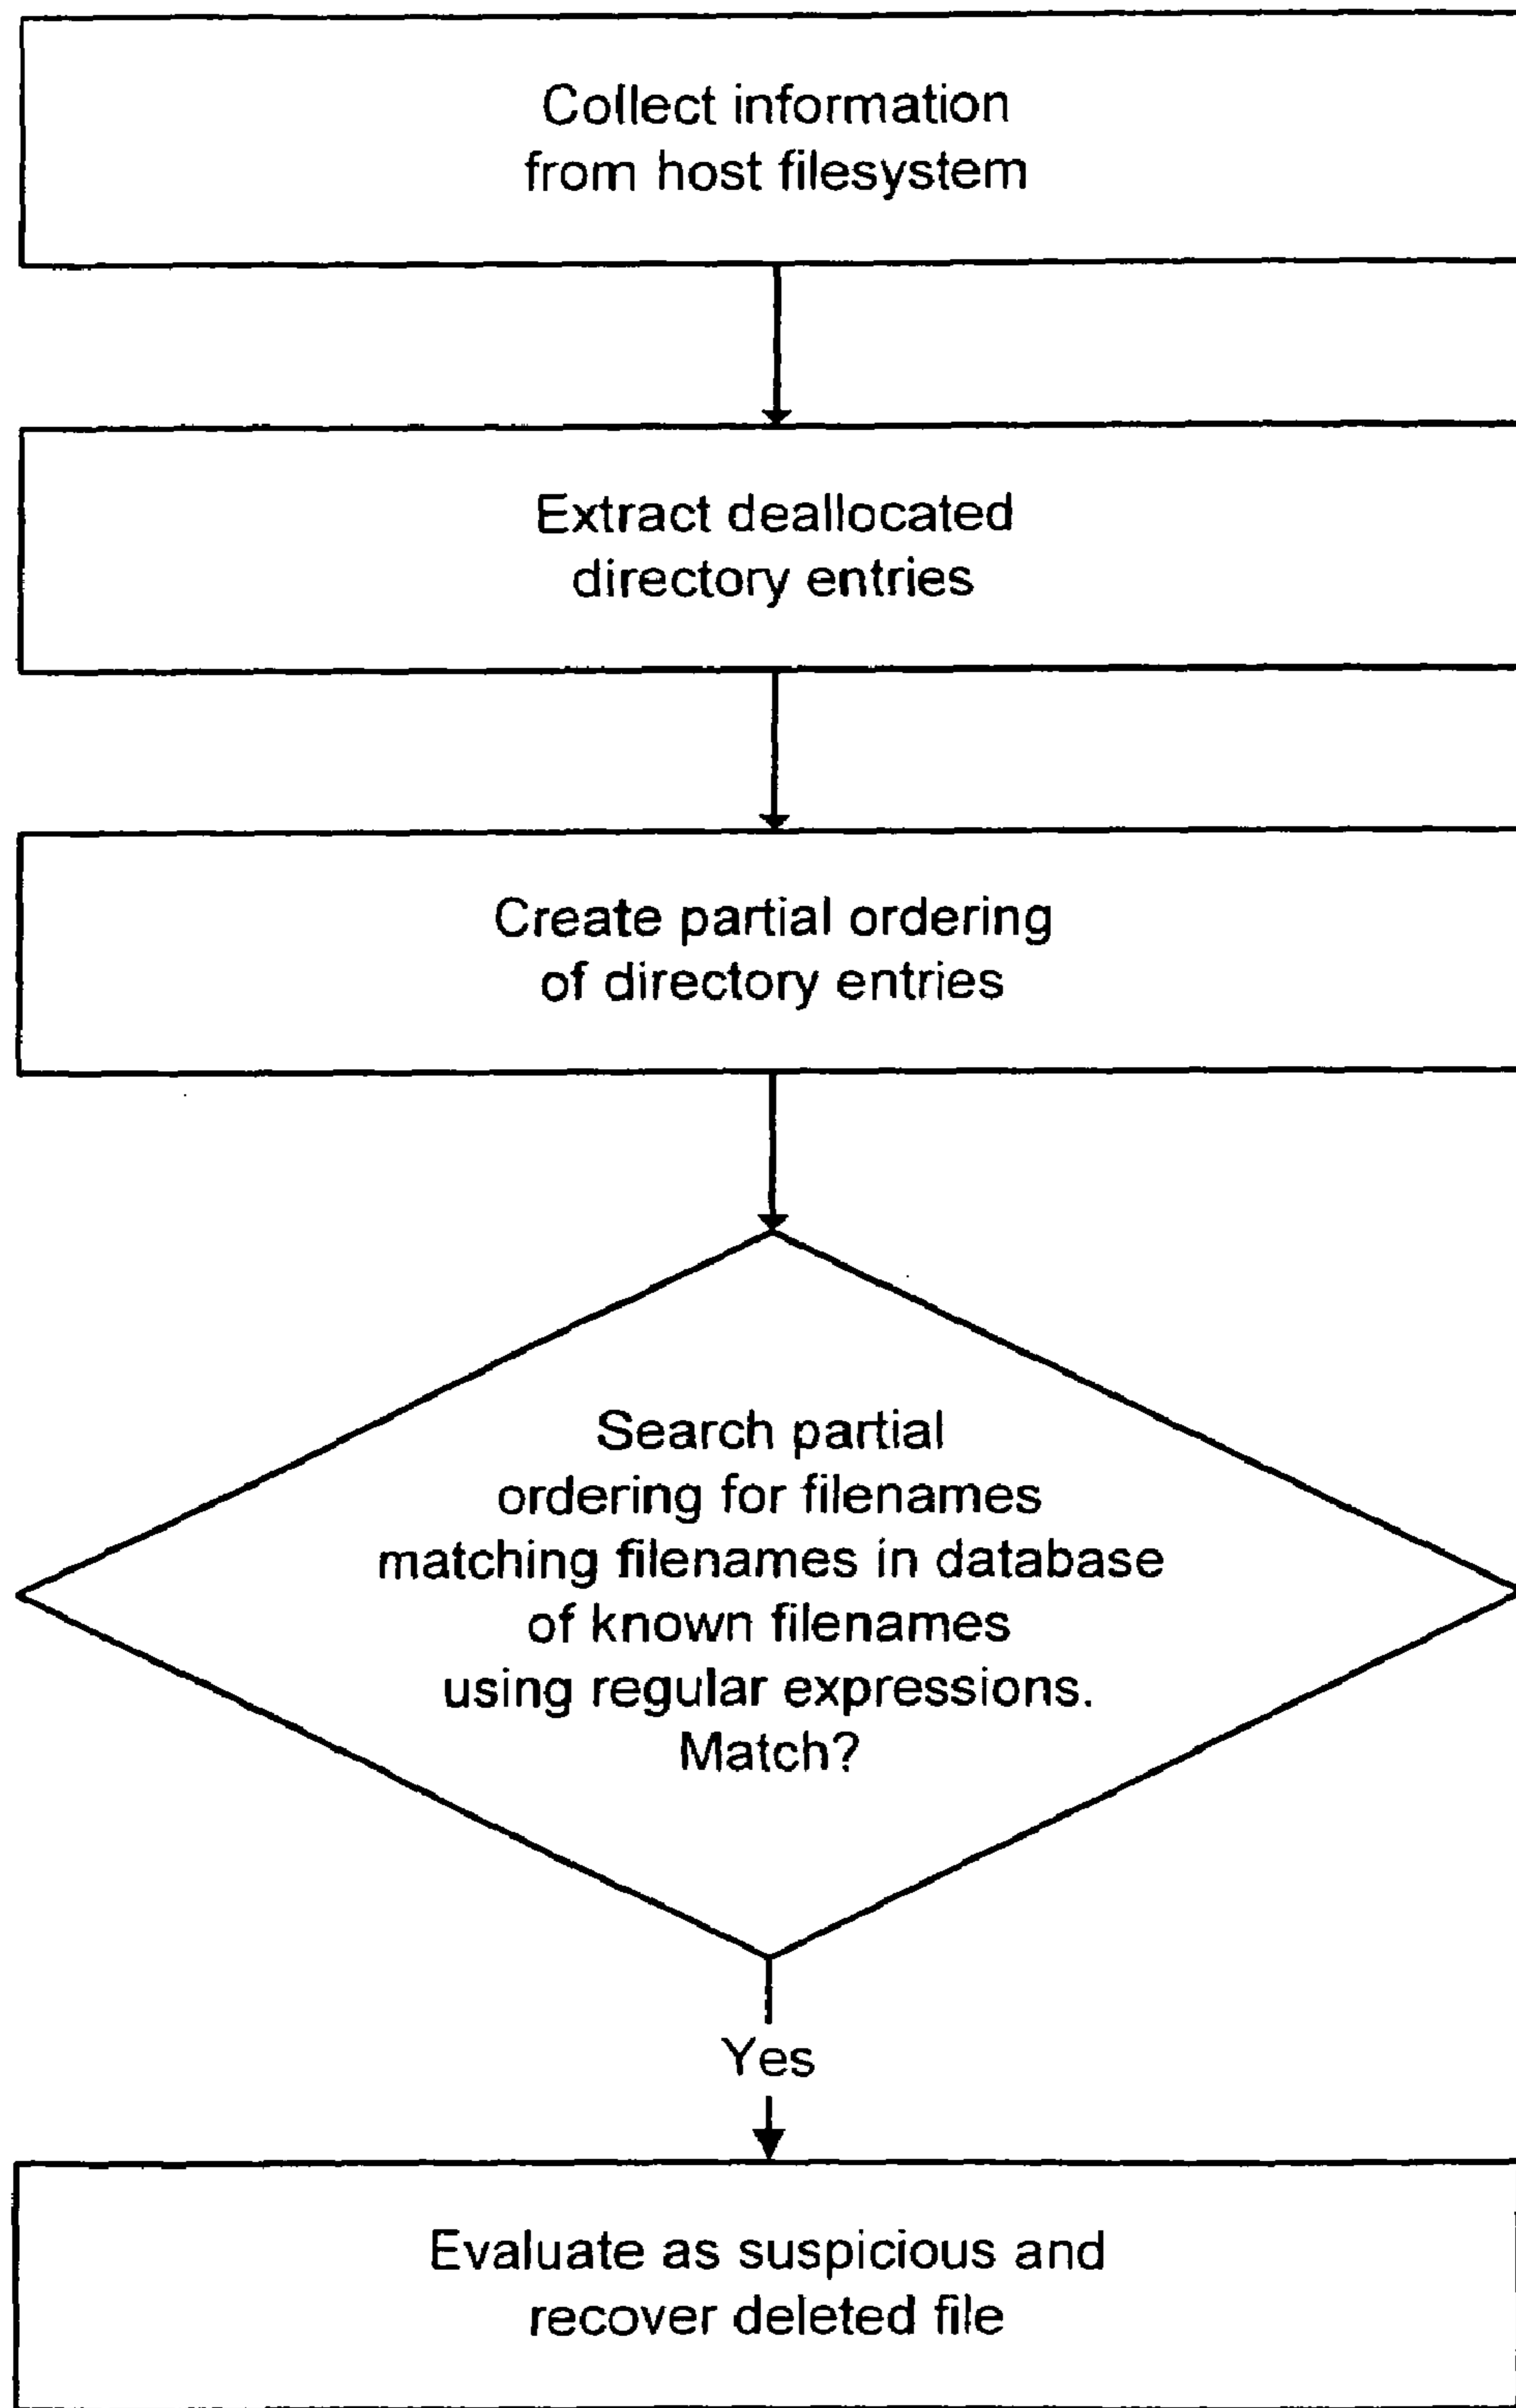 Collect information
from host filesystem
Extract deallocated
directory entries
Create partial ordering
of directory entries
Search partial
ordering for filenames
matching filenames in database
of known filenames
using regular expressions.
Match?
Yes
Evaluate as suspicious and
recover deleted file